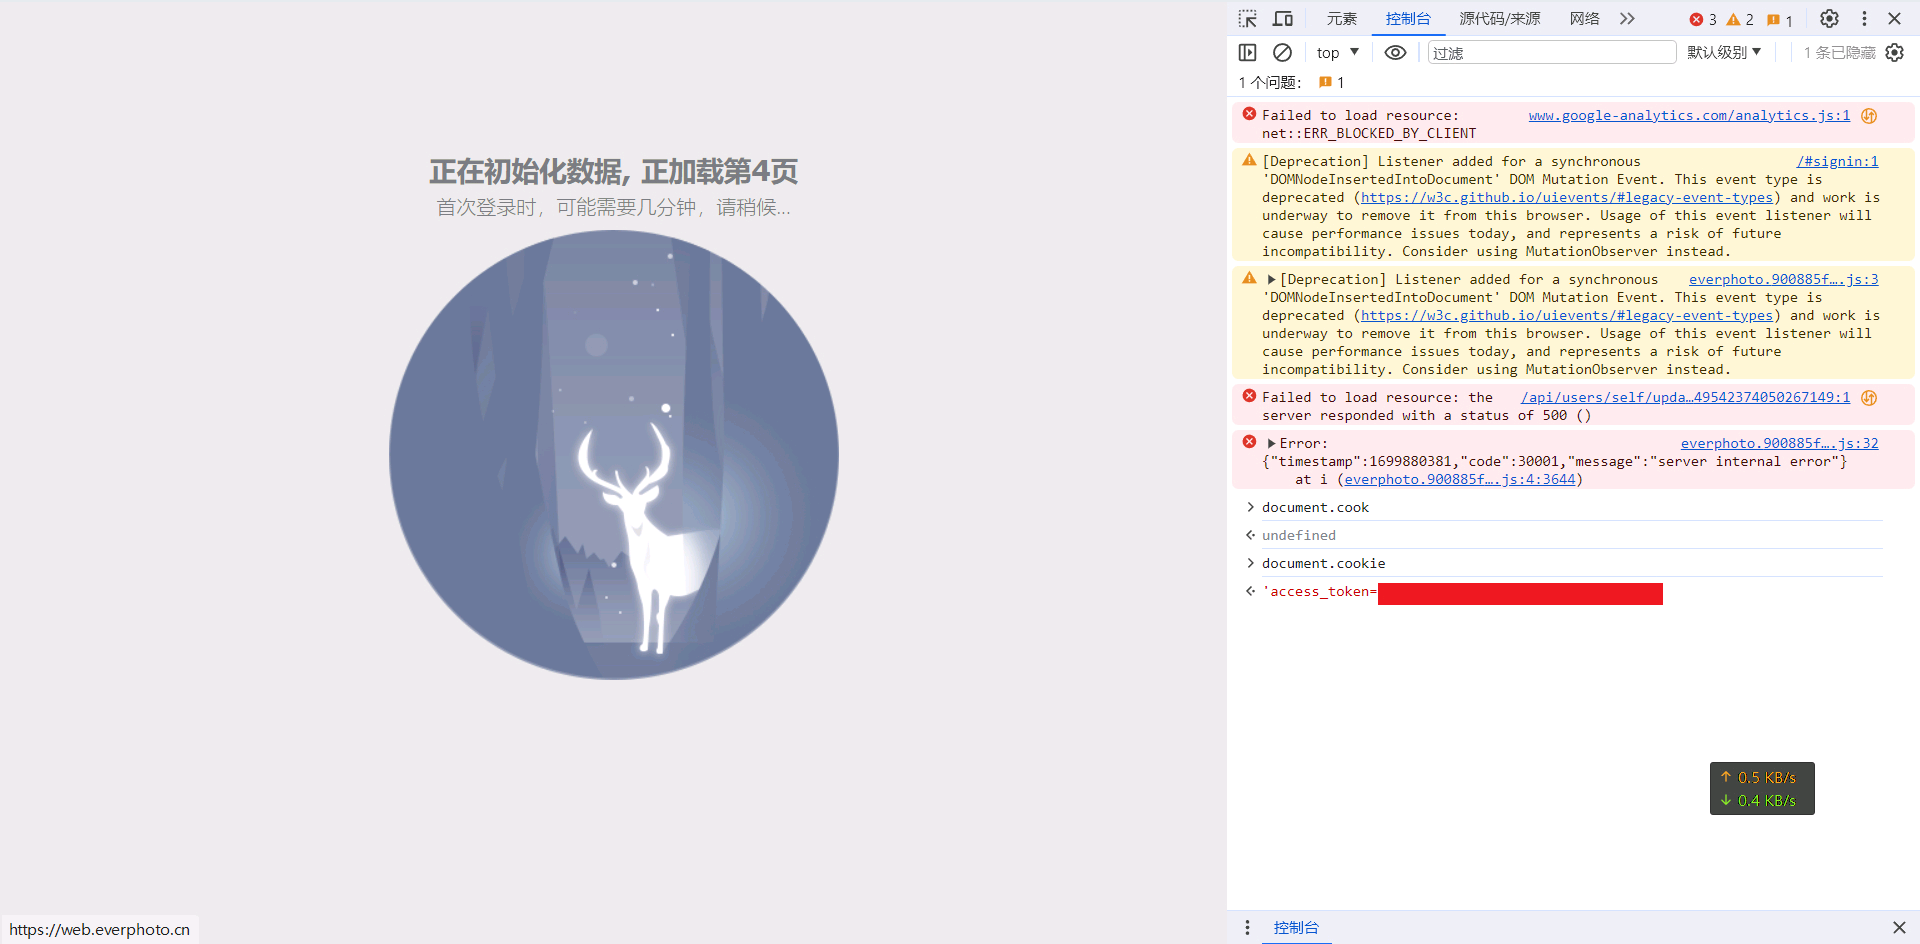 正在初始化数据, 正加载第4页
首次登录时，可能需要几分钟，请稍候...
https://web.everphoto.cn
元素 控制台 源代码/来源 网络 3 2 1
top 过滤 默认级别 1 条已隐藏
1 个问题： 1
Failed to load resource: www.google-analytics.com/analytics.js:1
net::ERR_BLOCKED_BY_CLIENT
[Deprecation] Listener added for a synchronous /#signin:1
'DOMNodeInsertedIntoDocument' DOM Mutation Event. This event type is
deprecated (https://w3c.github.io/uievents/#legacy-event-types) and work is
underway to remove it from this browser. Usage of this event listener will
cause performance issues today, and represents a risk of future
incompatibility. Consider using MutationObserver instead.
[Deprecation] Listener added for a synchronous everphoto.900885f….js:3
'DOMNodeInsertedIntoDocument' DOM Mutation Event. This event type is
deprecated (https://w3c.github.io/uievents/#legacy-event-types) and work is
underway to remove it from this browser. Usage of this event listener will
cause performance issues today, and represents a risk of future
incompatibility. Consider using MutationObserver instead.
Failed to load resource: the /api/users/self/upda…49542374050267149:1
server responded with a status of 500 ()
Error: everphoto.900885f….js:32
{"timestamp":1699880381,"code":30001,"message":"server internal error"}
at i (everphoto.900885f….js:4:3644)
document.cook
undefined
document.cookie
'access_token=
↑ 0.5 KB/s
↓ 0.4 KB/s
控制台